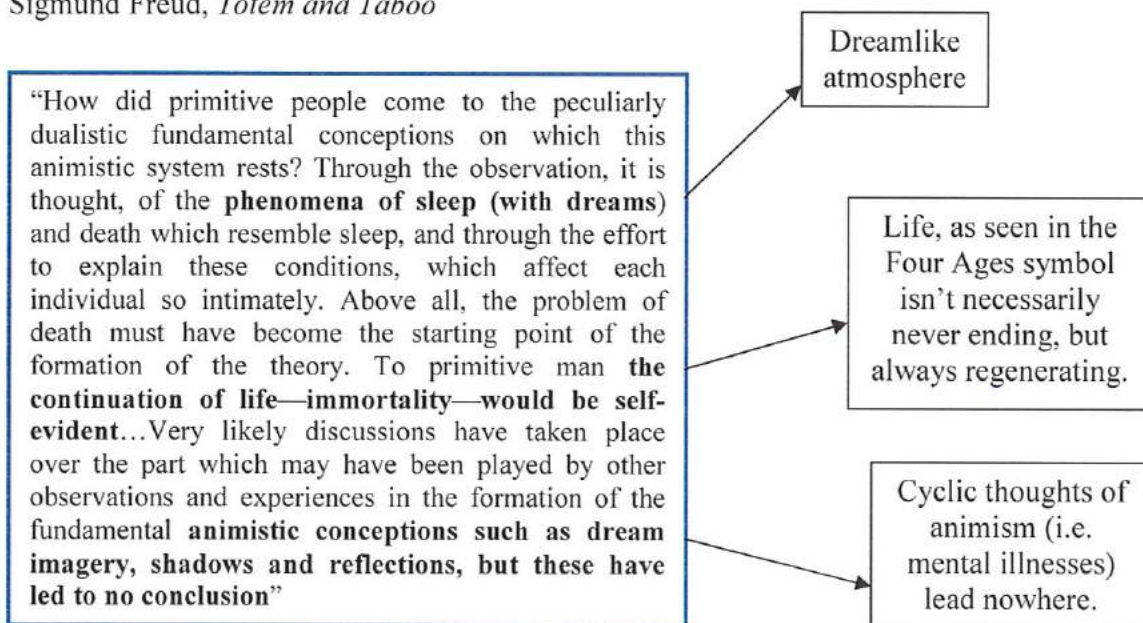 Sigmund Freud, Totem and Taboo
Dreamlike
atmosphere
“How did primitive people come to the peculiarly
dualistic fundamental conceptions on which this
animistic system rests? Through the observation, it is
thought, of the phenomena of sleep (with dreams)
and death which resemble sleep, and through the effort
to explain these conditions, which affect each
individual so intimately. Above all, the problem of
death must have become the starting point of the
formation of the theory. To primitive man the
continuation of life—immortality—would be self-
evident…Very likely discussions have taken place
over the part which may have been played by other
observations and experiences in the formation of the
fundamental animistic conceptions such as dream
imagery, shadows and reflections, but these have
led to no conclusion”
Life, as seen in the
Four Ages symbol
isn’t necessarily
never ending, but
always regenerating.
Cyclic thoughts of
animism (i.e.
mental illnesses)
lead nowhere.